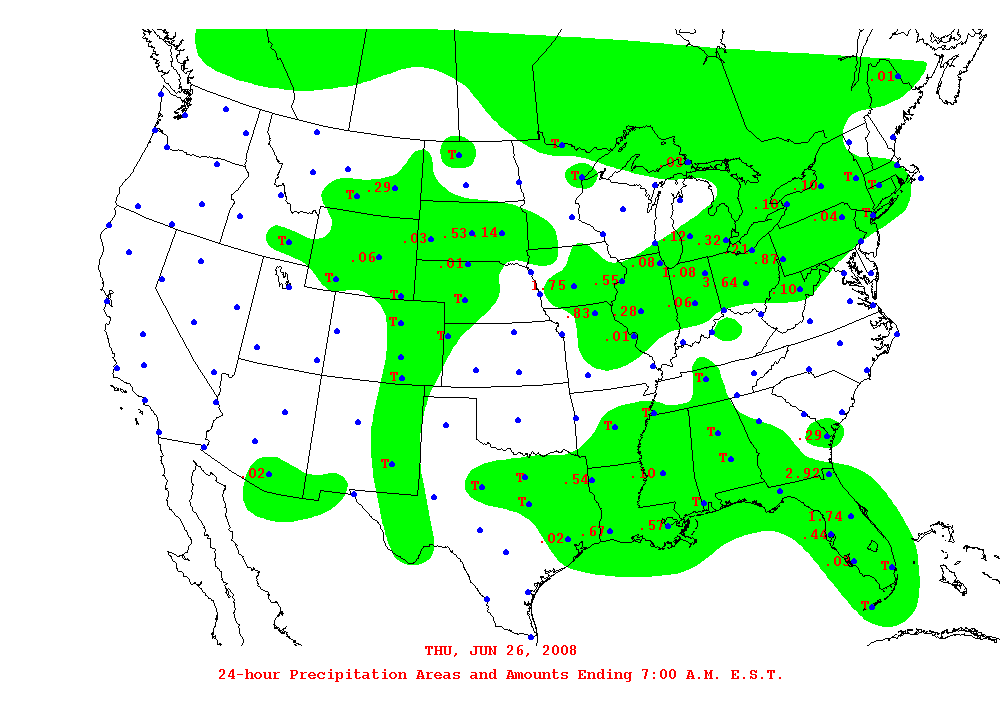 .01
T
.01
T
T
T .29
.10 T T
.10
.04 T
.03 .53 .14
T
.12 .32
.21
.06
.01
.08
.87
T
1.08
1.75 .55
3.64
.10
T
T
.83 .28
.06
T
T
.01
T
T
T
T
T
.29
T
T
.02
.10
2.92
T
.54
T
T
T
.57
1.74
.67
.44
.02
T
T
THU, JUN 26, 2008
24-hour Precipitation Areas and Amounts Ending 7:00 A.M. E.S.T.